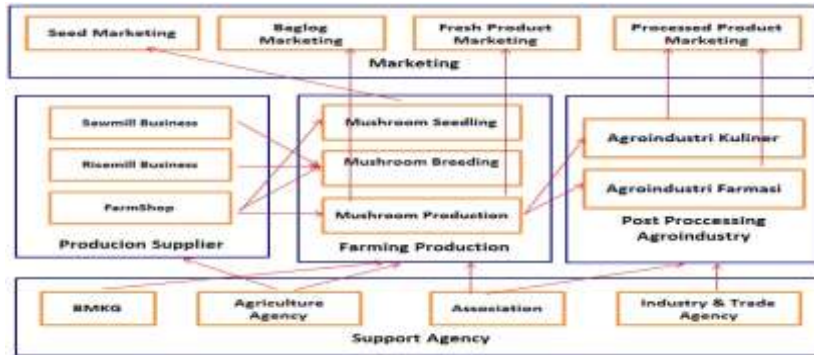 Seed Marketing
Baglog
Marketing
Fresh Product
Marketing
Processed Product
Marketing
Marketing
Sawmill Business
Ricemill Business
FarmShop
Producion Supplier
Mushroom Seedling
Mushroom Breeding
Mushroom Production
Farming Production
Agroindustri Kuliner
Agroindustri Farmasi
Post Proccessing
Agroindustry
BMKG
Agriculture
Agency
Association
Industry & Trade
Agency
Support Agency